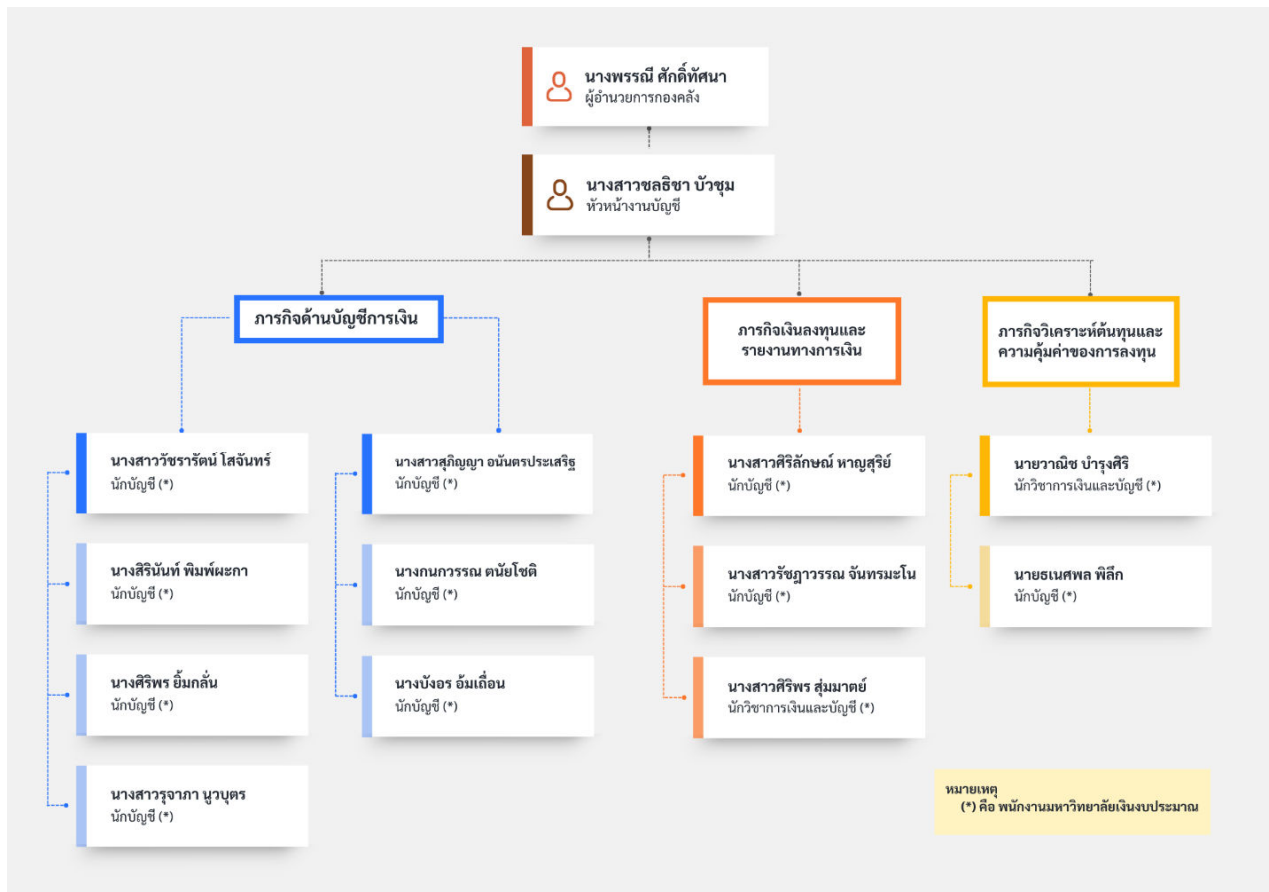 นางพรรณี ศักดิ์ทัศนา
ผู้อำนวยการกองคลัง
นางสาวชลธิชา บัวชุม
หัวหน้างานบัญชี
ภารกิจด้านบัญชีการเงิน
นางสาววัชรารัตน์ โสจันทร์
นักบัญชี (*)
นางสิรินันท์ พิมพ์ผะกา
นักบัญชี (*)
นางศิริพร ยิ้มกลั่น
นักบัญชี (*)
นางสาวรุจาภา นูวบุตร
นักบัญชี (*)
นางสาวสุภิญญา อนันตรประเสริฐ
นักบัญชี (*)
นางกนกวรรณ ตนัยโชติ
นักบัญชี (*)
นางบังอร อ้มเถื่อน
นักบัญชี (*)
ภารกิจเงินลงทุนและ
รายงานทางการเงิน
นางสาวศิริลักษณ์ หาญสุริย์
นักบัญชี (*)
นางสาวรัชฎาวรรณ จันทรมะโน
นักบัญชี (*)
นางสาวศิริพร สุ่มมาตย์
นักวิชาการเงินและบัญชี (*)
ภารกิจวิเคราะห์ต้นทุนและ
ความคุ้มค่าของการลงทุน
นายวาณิช บำรุงศิริ
นักวิชาการเงินและบัญชี (*)
นายธเนศพล พิลึก
นักบัญชี (*)
หมายเหตุ
(*) คือ พนักงานมหาวิทยาลัยเงินงบประมาณ